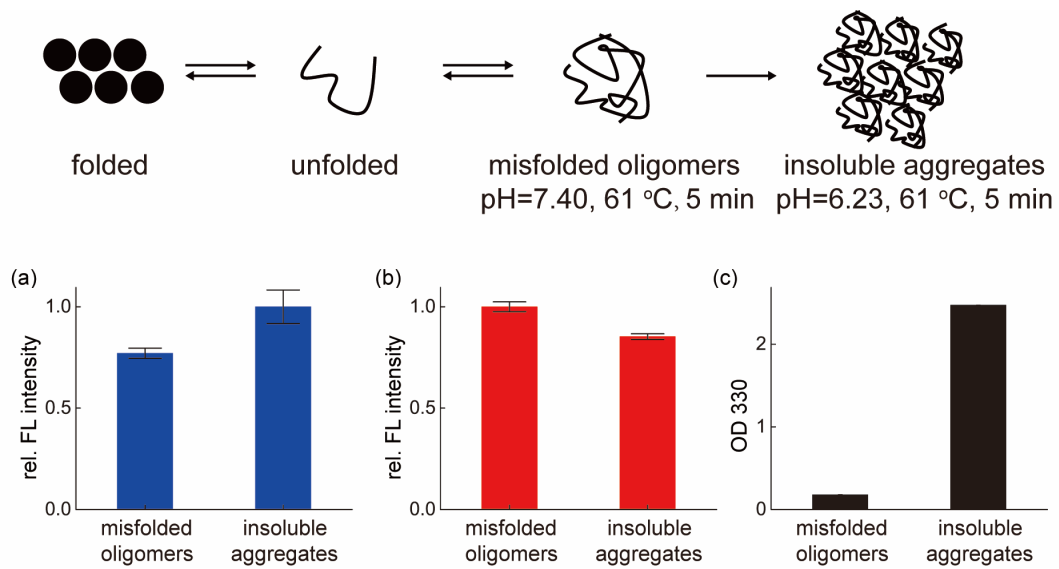 folded
unfolded
misfolded oligomers
pH=7.40, 61 °C, 5 min
insoluble aggregates
pH=6.23, 61 °C, 5 min
(a)
rel. FL intensity
1.0
0.5
0.0
misfolded
oligomers
insoluble
aggregates
(b)
rel. FL intensity
1.0
0.5
0.0
misfolded
oligomers
insoluble
aggregates
(c)
OD 330
2
1
0
misfolded
oligomers
insoluble
aggregates